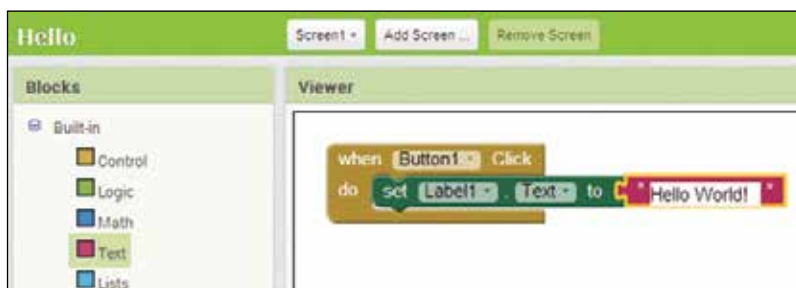 Hello
Screen1 Add Screen ... Remove Screen
Blocks
Viewer
Built-in
Control
Logic
Math
Text
Lists
when Button1 Click
do set Label1 . Text to " Hello World! "